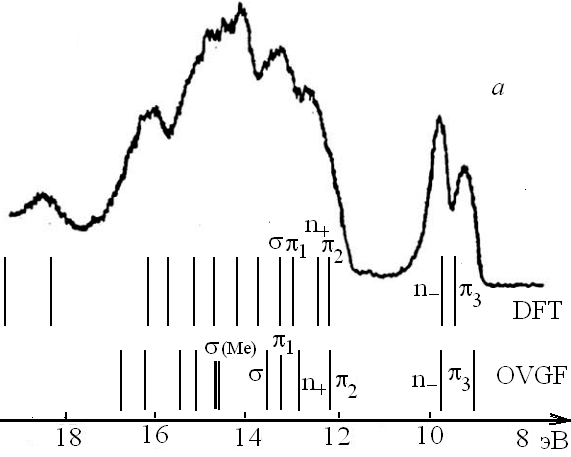 а
σ π₁ n₊ π₂ n₋ π₃
DFT
σ(Me) σ π₁ n₊ π₂ n₋ π₃ OVGF
18 16 14 12 10 8 эВ